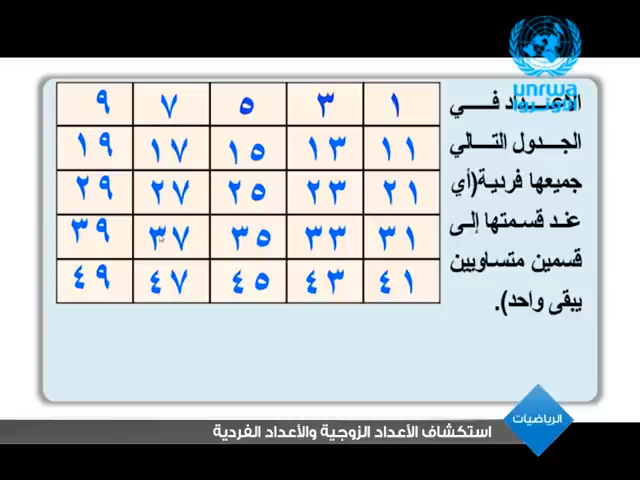 unrwa
الأونروا
الأعداد في
الجدول التالي
جميعها فردية(أي
عند قسمتها إلى
قسمين متساويين
يبقى واحد).
١ ٣ ٥ ٧ ٩
١١ ١٣ ١٥ ١٧ ١٩
٢١ ٢٣ ٢٥ ٢٧ ٢٩
٣١ ٣٣ ٣٥ ٣٧ ٣٩
٤١ ٤٣ ٤٥ ٤٧ ٤٩
الرياضيات
استكشاف الأعداد الزوجية والأعداد الفردية